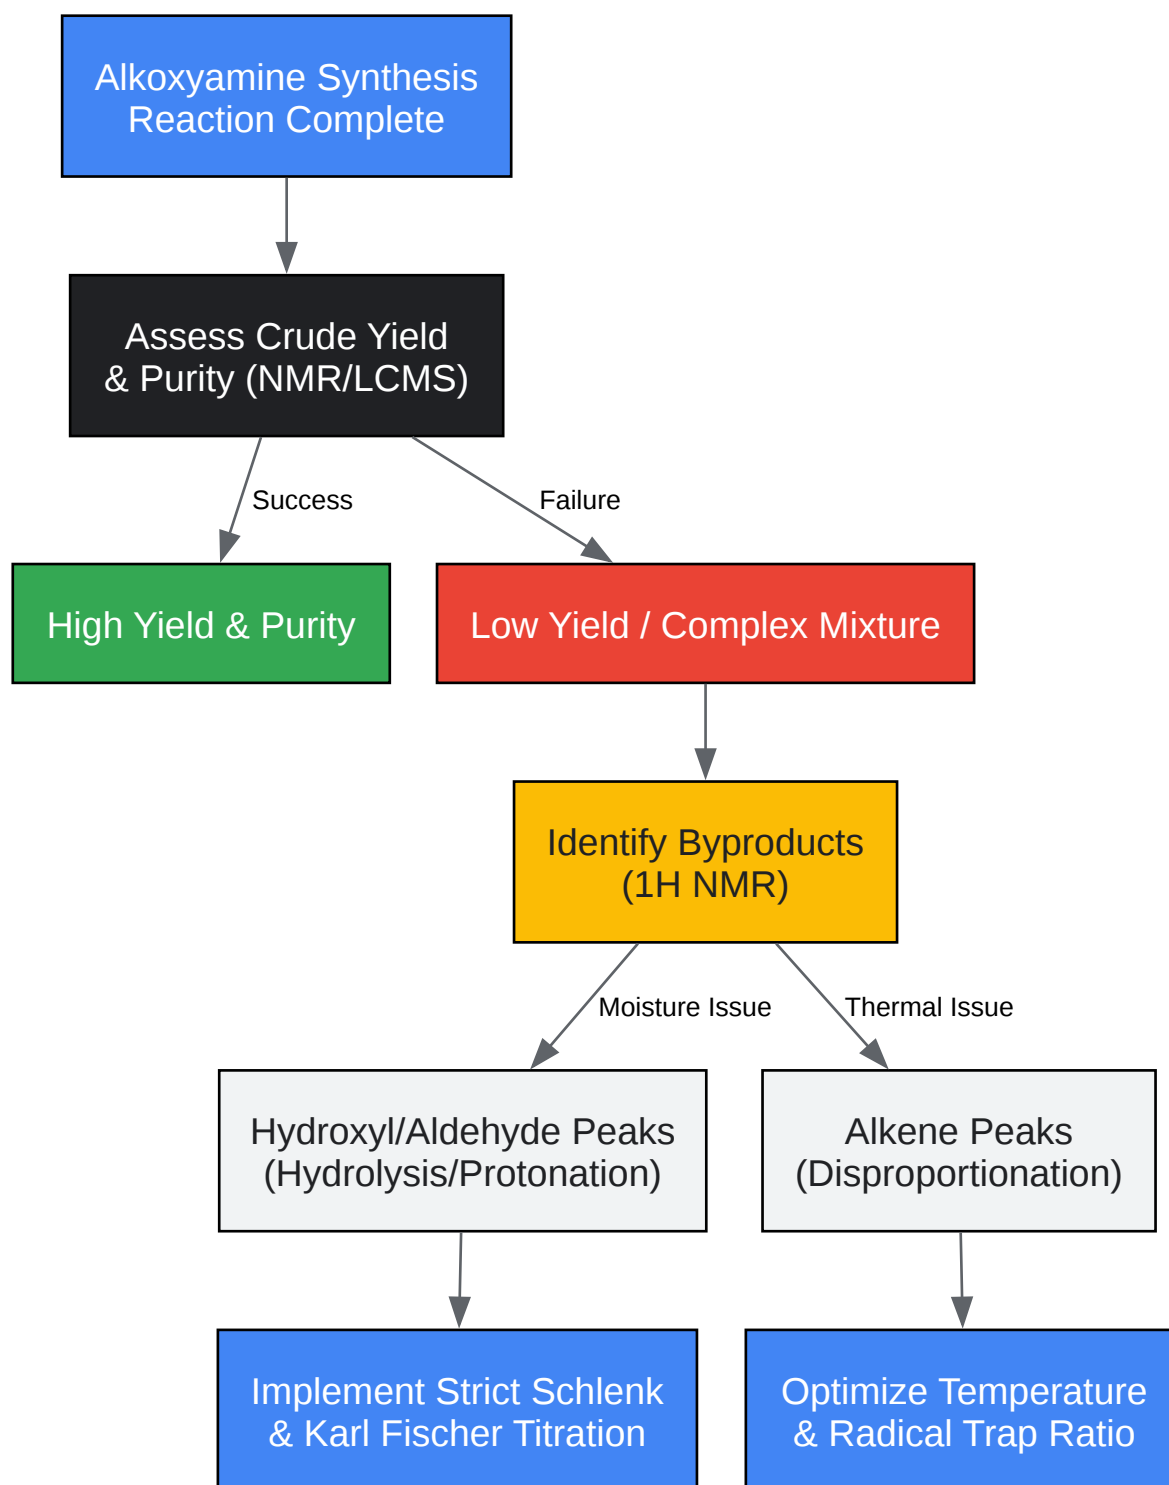 Alkoxyamine Synthesis
Reaction Complete
Assess Crude Yield
& Purity (NMR/LCMS)
Success
Failure
High Yield & Purity
Low Yield / Complex Mixture
Identify Byproducts
(1H NMR)
Moisture Issue
Thermal Issue
Hydroxyl/Aldehyde Peaks
(Hydrolysis/Protonation)
Alkene Peaks
(Disproportionation)
Implement Strict Schlenk
& Karl Fischer Titration
Optimize Temperature
& Radical Trap Ratio